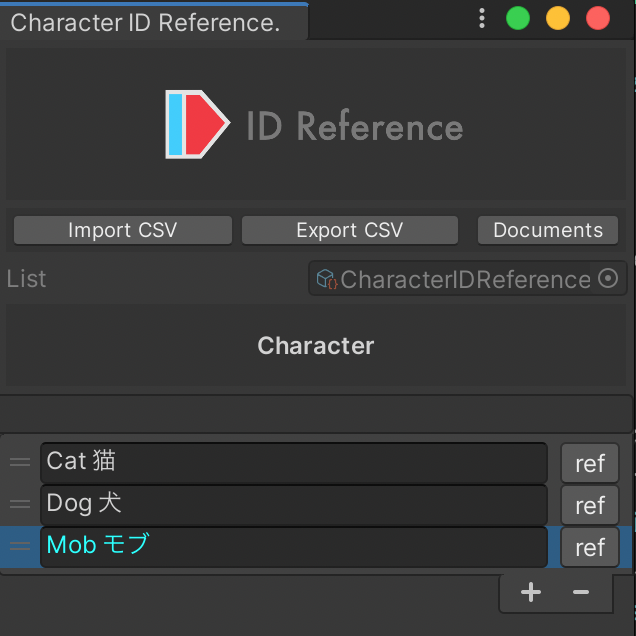 Character ID Reference.
ID Reference
Import CSV Export CSV Documents
List CharacterIDReference
Character
Cat 猫 ref
Dog 犬 ref
Mob モブ ref